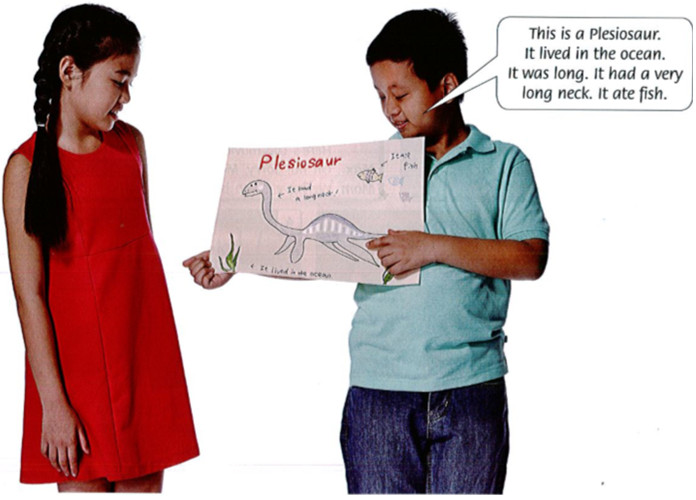 This is a Plesiosaur.
It lived in the ocean.
It was long. It had a very
long neck. It ate fish.
Plesiosaur
It ate
fish
It had
a long neck
It lived in the ocean